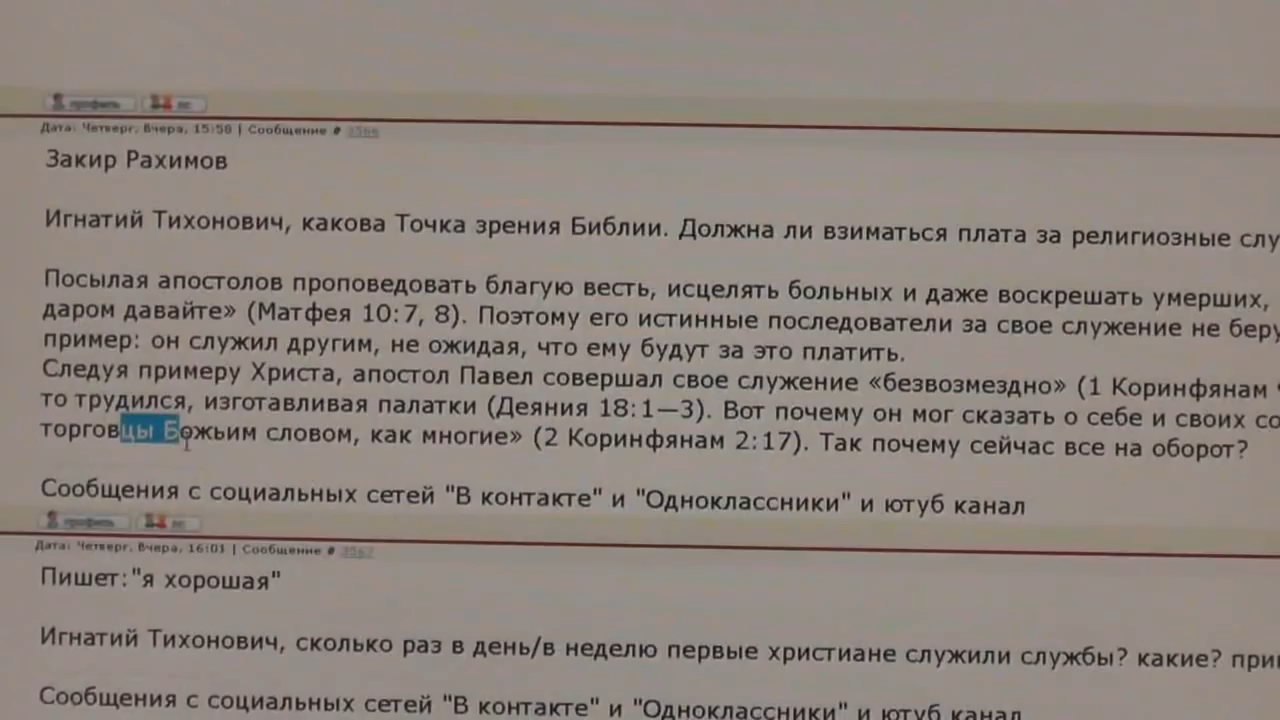 профиль лс
Дата: Четверг, Вчера, 15:58 | Сообщение # 3566
Закир Рахимов
Игнатий Тихонович, какова Точка зрения Библии. Должна ли взиматься плата за религиозные слу
Посылая апостолов проповедовать благую весть, исцелять больных и даже воскрешать умерших,
даром давайте» (Матфея 10:7, 8). Поэтому его истинные последователи за свое служение не беру
пример: он служил другим, не ожидая, что ему будут за это платить.
Следуя примеру Христа, апостол Павел совершал свое служение «безвозмездно» (1 Коринфянам
то трудился, изготавливая палатки (Деяния 18:1—3). Вот почему он мог сказать о себе и своих со
торговцы Божьим словом, как многие» (2 Коринфянам 2:17). Так почему сейчас все на оборот?
Сообщения с социальных сетей "В контакте" и "Одноклассники" и ютуб канал
профиль лс
Дата: Четверг, Вчера, 16:03 | Сообщение # 3567
Пишет:"я хорошая"
Игнатий Тихонович, сколько раз в день/в неделю первые христиане служили службы? какие? при
Сообщения с социальных сетей "В контакте" и "Одноклассники" и ютуб канал